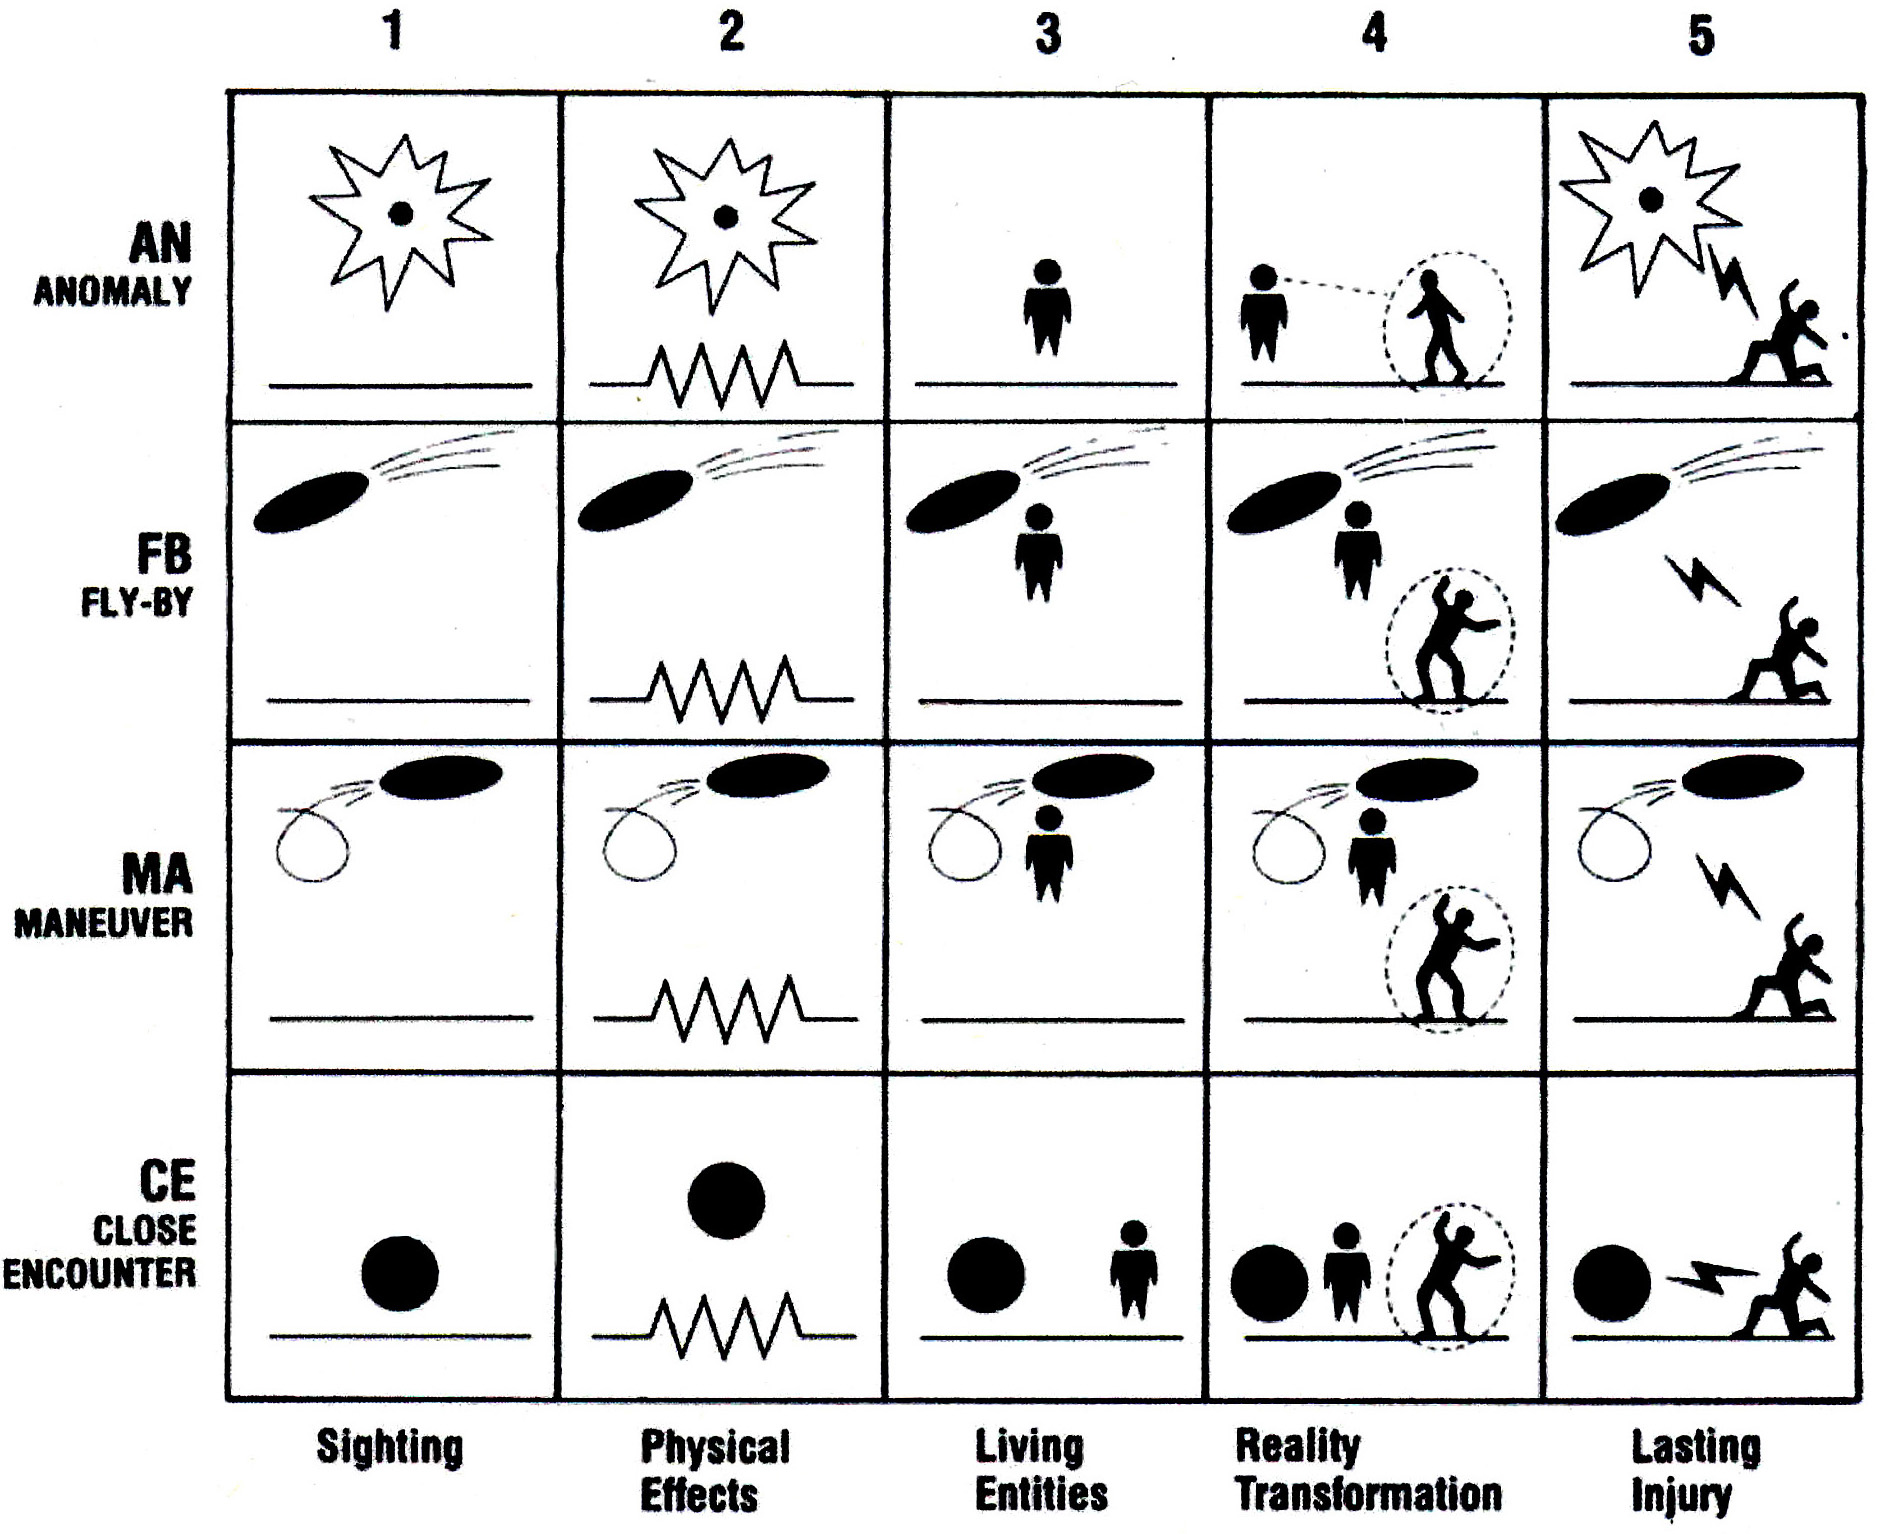 1 2 3 4 5
AN
ANOMALY
FB
FLY-BY
MA
MANEUVER
CE
CLOSE
ENCOUNTER
Sighting
Physical
Effects
Living
Entities
Reality
Transformation
Lasting
Injury